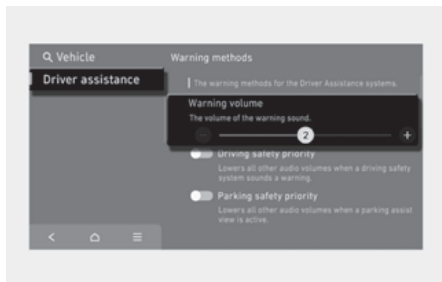 Vehicle
Warning methods
Driver assistance
The warning methods for the Driver Assistance systems.
Warning volume
The volume of the warning sound.
2
Driving safety priority
Lowers all other audio volumes when a driving safety
system sounds a warning.
Parking safety priority
Lowers all other audio volumes when a parking assist
view is active.